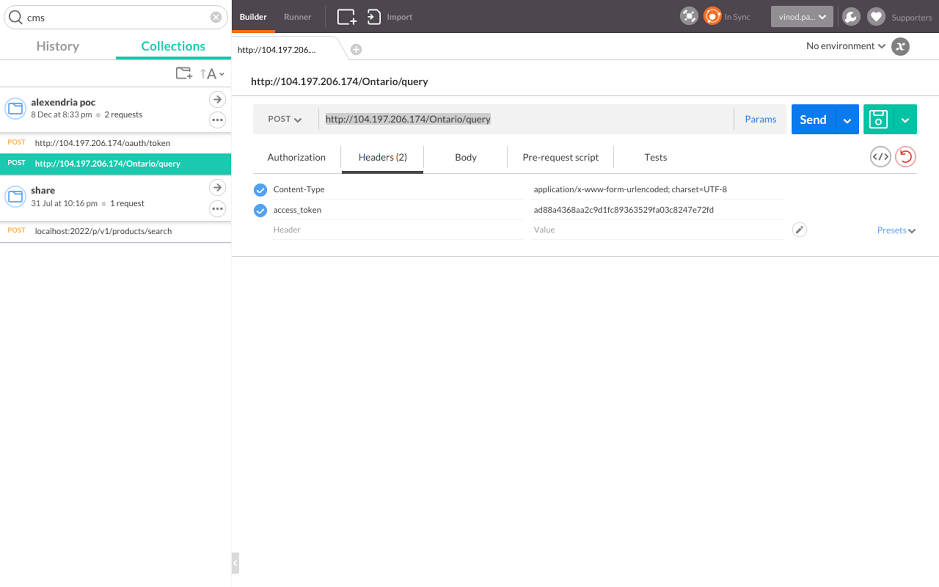 cms
Builder
Runner
Import
In Sync
vinod.pa...
Supporters
History
Collections
http://104.197.206....
No environment
x
A
http://104.197.206.174/Ontario/query
alexendria poc
8 Dec at 8:33 pm
2 requests
POST
http://104.197.206.174/Ontario/query
Params
Send
POST http://104.197.206.174/oauth/token
POST http://104.197.206.174/Ontario/query
Authorization
Headers (2)
Body
Pre-request script
Tests
share
31 Jul at 10:16 pm
1 request
Content-Type
application/x-www-form-urlencoded; charset=UTF-8
access_token
ad88a4368aa2c9d1fc89363529fa03c8247e72fd
POST localhost:2022/p/v1/products/search
Header
Value
Presets